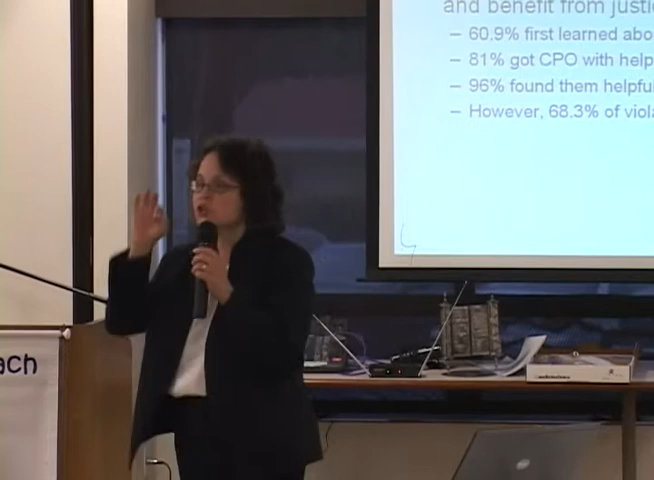 and benefit from justi
– 60.9% first learned abo
– 81% got CPO with help
– 96% found them helpful
– However, 68.3% of viola
ach